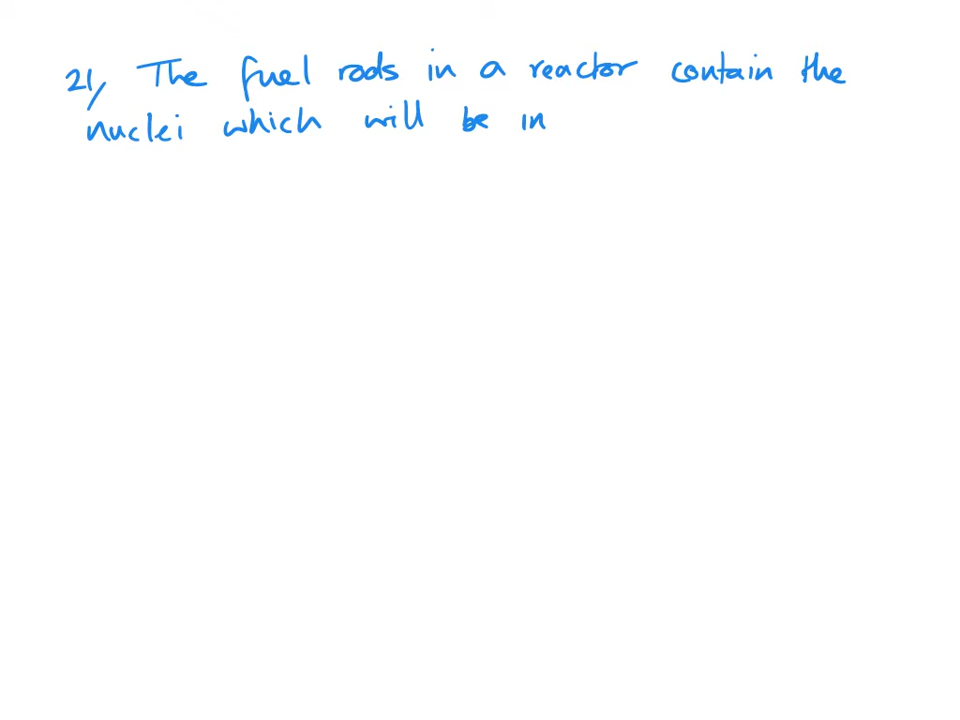 21, The fuel rods in a reactor contain the
nuclei which will be in